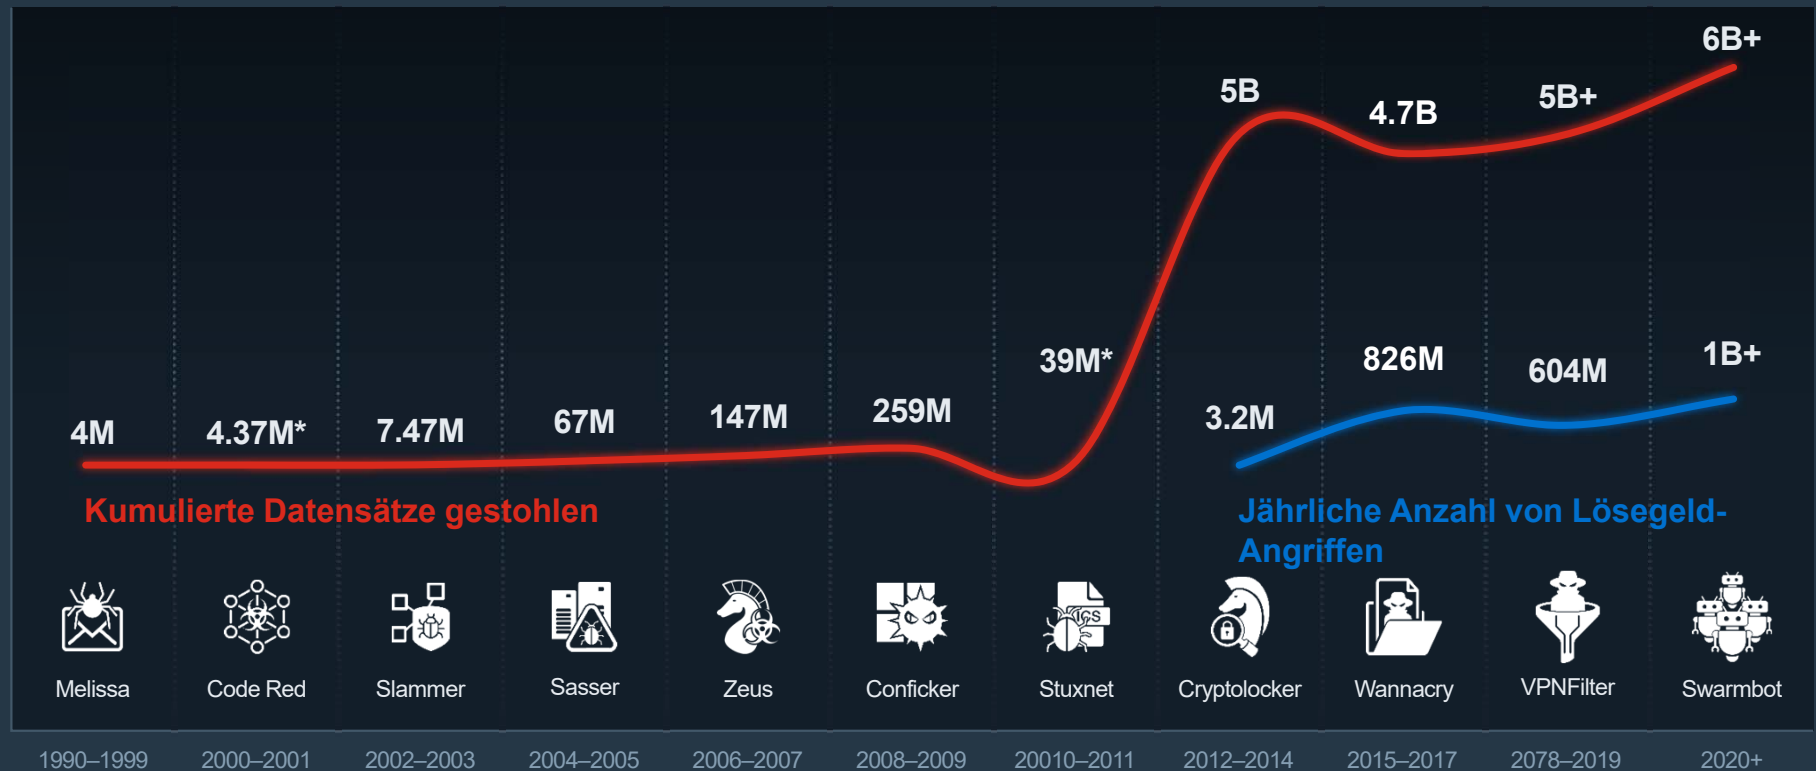 6B+
5B
4.7B
5B+
39M*
826M
604M
1B+
4M
4.37M*
7.47M
67M
147M
259M
3.2M
Kumulierte Datensätze gestohlen
Jährliche Anzahl von Lösegeld-
Angriffen
ICS
Melissa
Code Red
Slammer
Sasser
Zeus
Conficker
Stuxnet
Cryptolocker
Wannacry
VPNFilter
Swarmbot
1990–1999
2000–2001
2002–2003
2004–2005
2006–2007
2008–2009
20010–2011
2012–2014
2015–2017
2078–2019
2020+